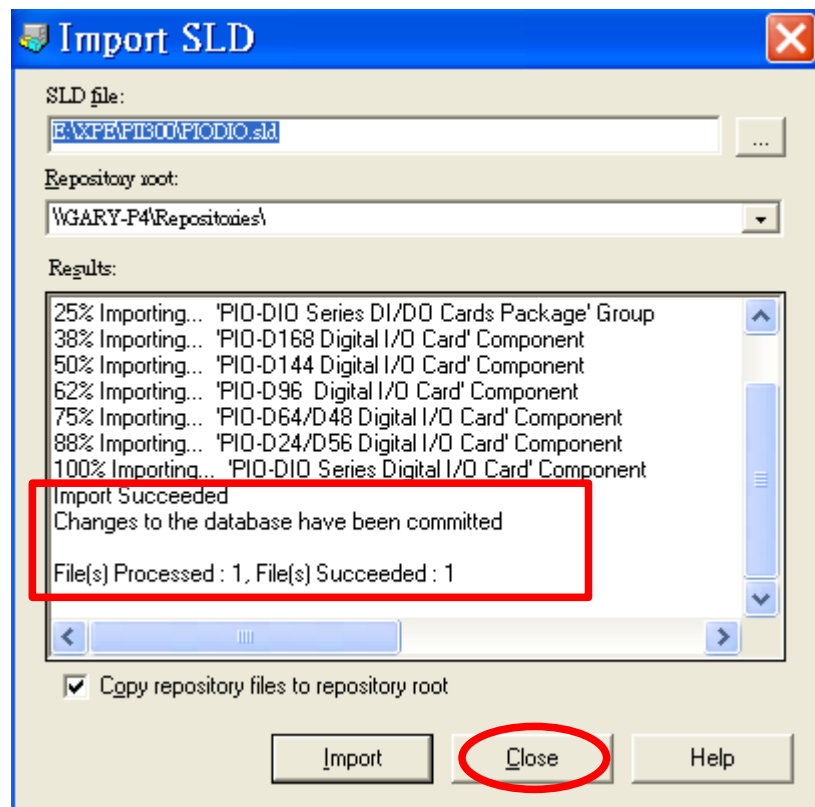 Import SLD
SLD file:
E:\XPE\PII300\PIODIO.sld
...
Repository root:
\\GARY-P4\Repositories\
Results:
25% Importing... 'PIO-DIO Series DI/DO Cards Package' Group
38% Importing... 'PIO-D168 Digital I/O Card' Component
50% Importing... 'PIO-D144 Digital I/O Card' Component
62% Importing... 'PIO-D96  Digital I/O Card' Component
75% Importing... 'PIO-D64/D48 Digital I/O Card' Component
88% Importing... 'PIO-D24/D56 Digital I/O Card' Component
100% Importing... 'PIO-DIO Series Digital I/O Card' Component
Import Succeeded
Changes to the database have been committed
File(s) Processed : 1, File(s) Succeeded : 1
Copy repository files to repository root
Import Close Help